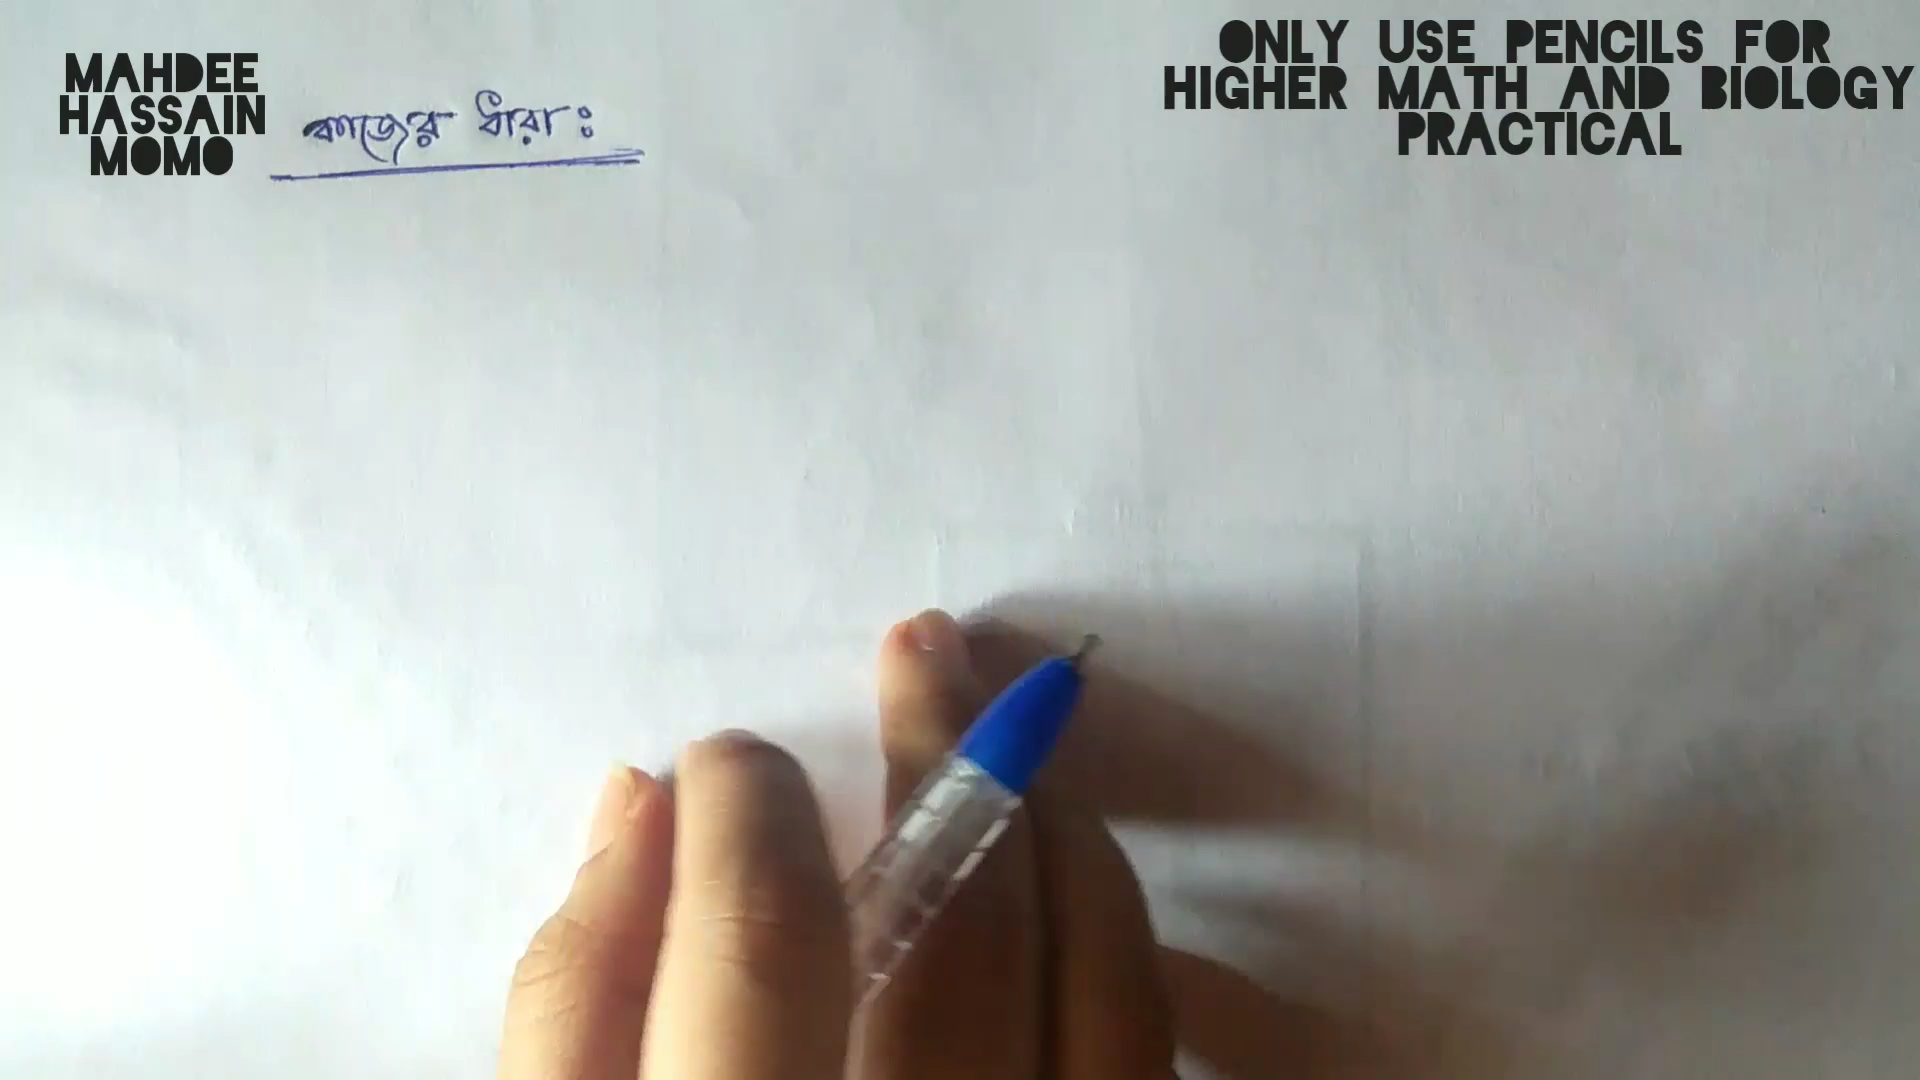 MAHDEE
HASSAIN
MOMO
কাজের ধারা :
ONLY USE PENCILS FOR
HIGHER MATH AND BIOLOGY
PRACTICAL